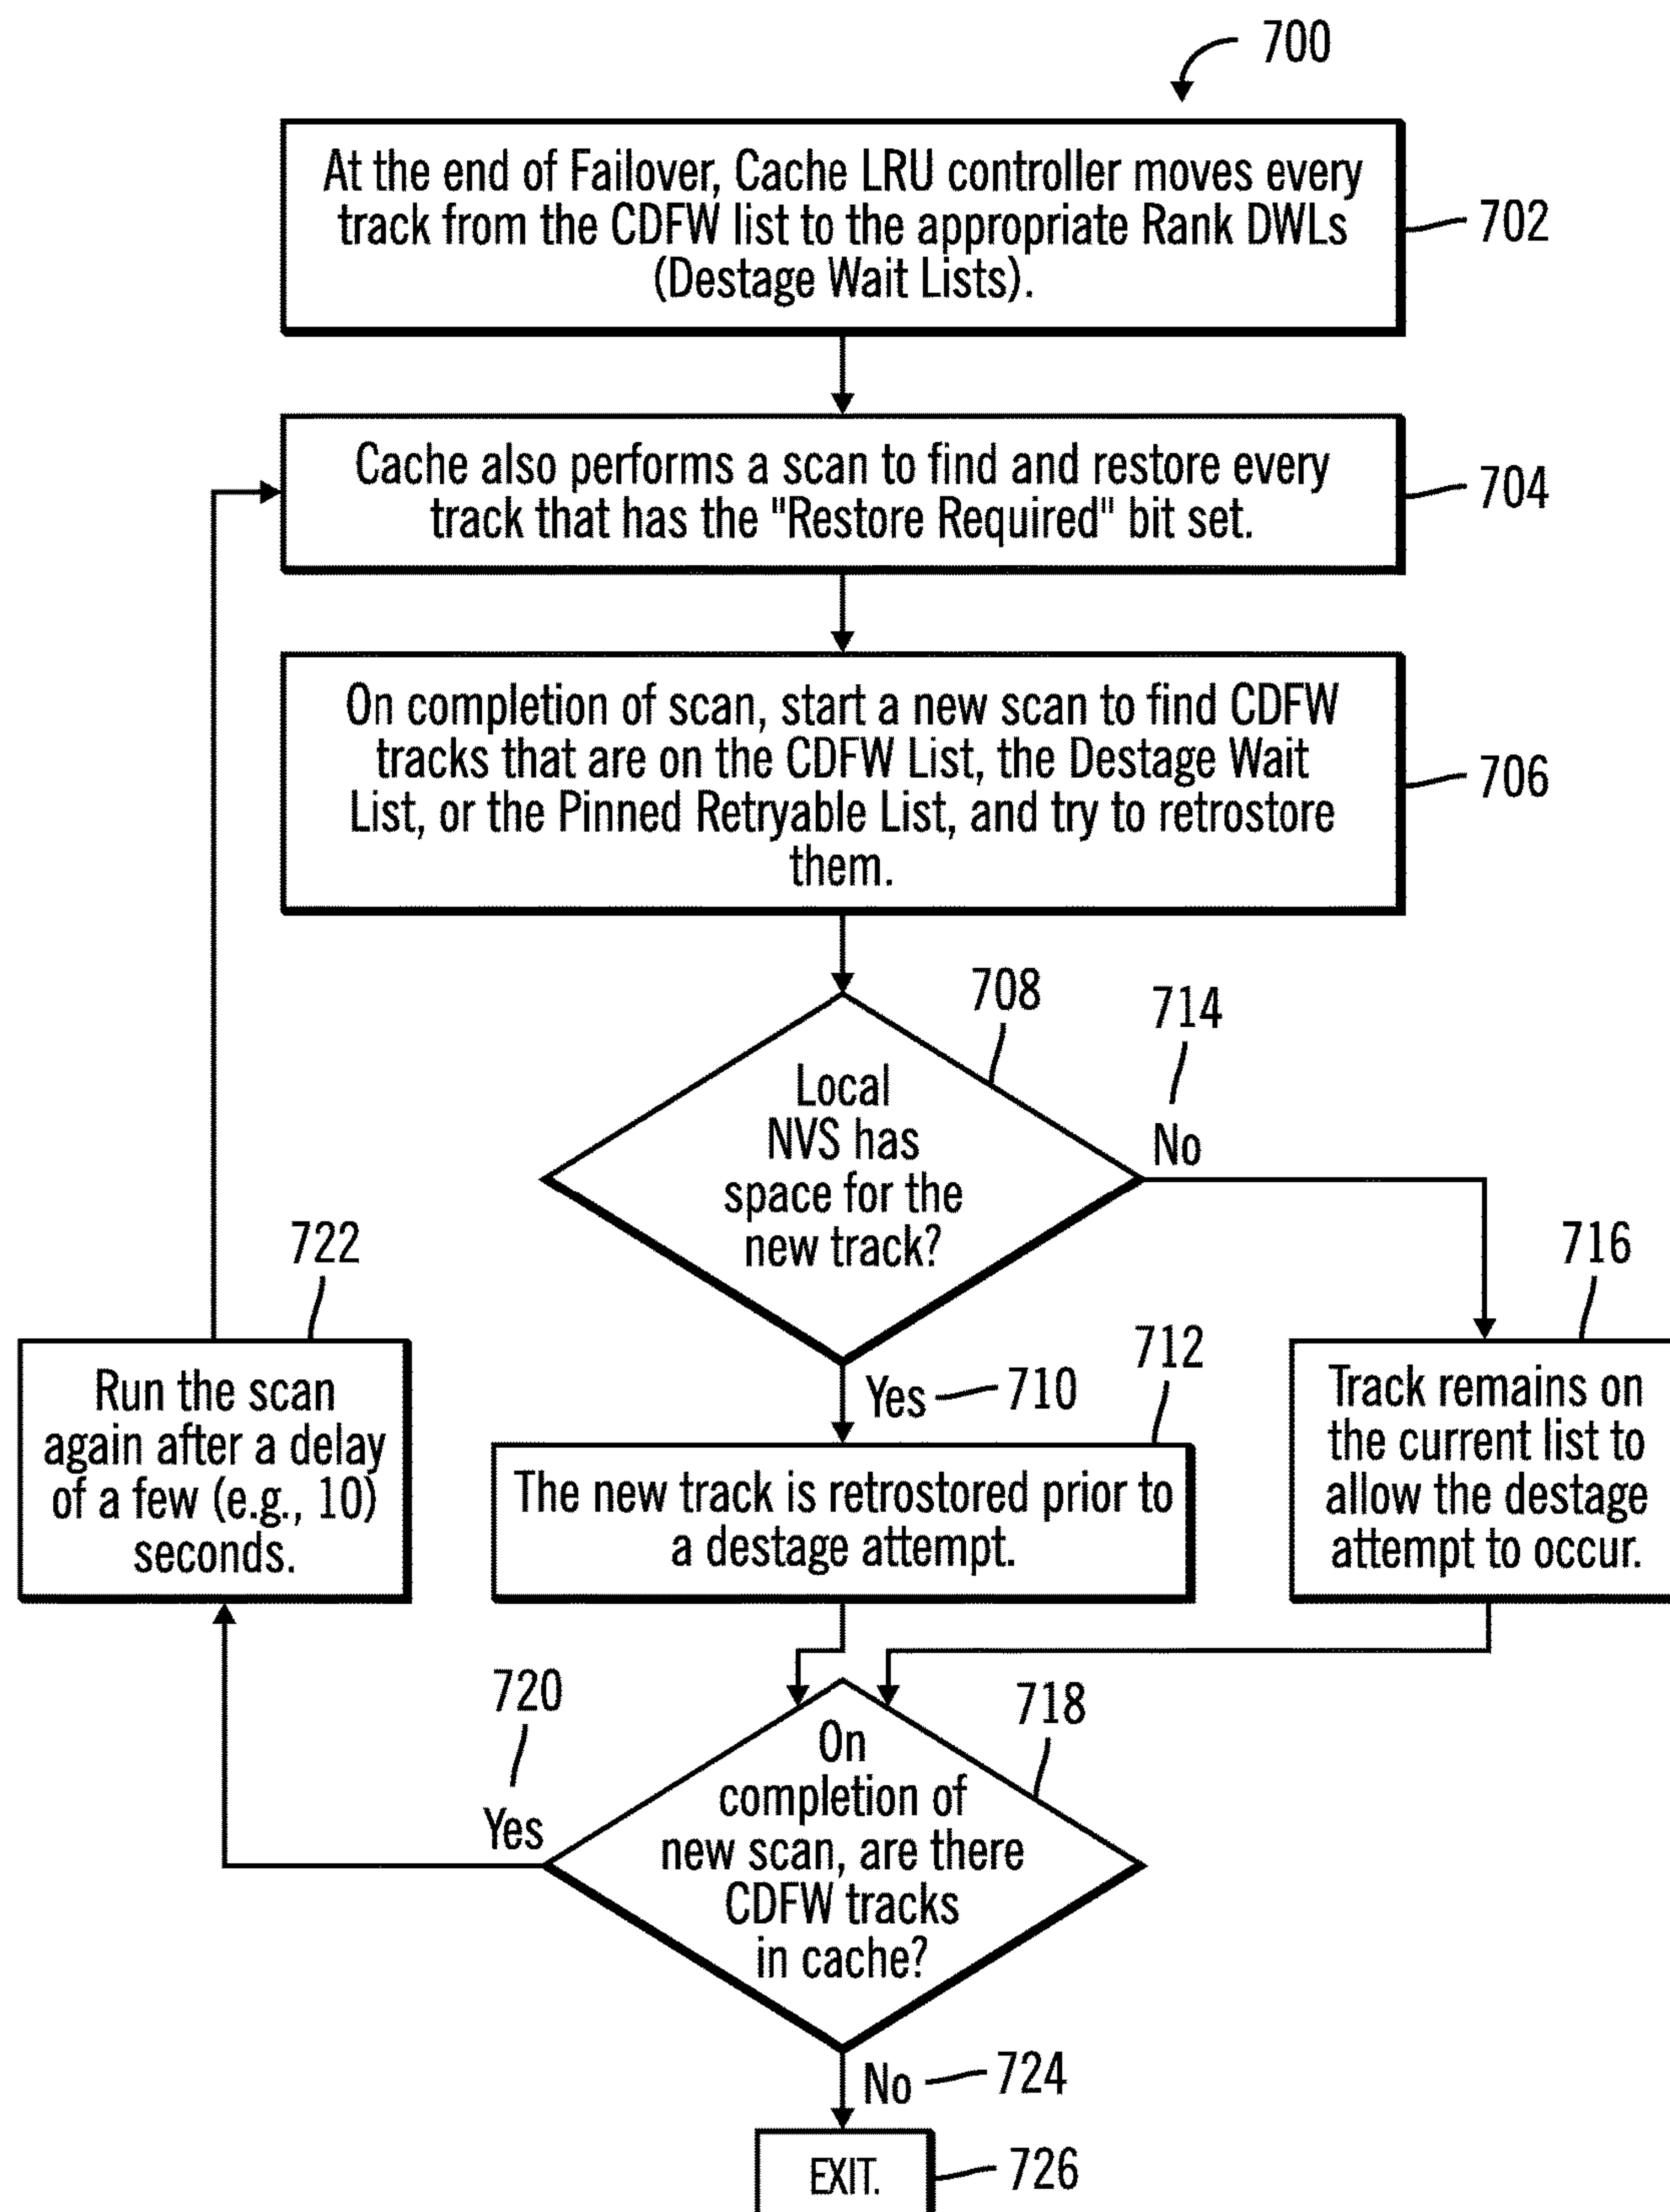 700
At the end of Failover, Cache LRU controller moves every
track from the CDFW list to the appropriate Rank DWLs
(Destage Wait Lists).
702
Cache also performs a scan to find and restore every
track that has the "Restore Required" bit set.
704
On completion of scan, start a new scan to find CDFW
tracks that are on the CDFW List, the Destage Wait
List, or the Pinned Retryable List, and try to retrostore
them.
706
708
Local
NVS has
space for the
new track?
714
No
Yes
710
712
The new track is retrostored prior to
a destage attempt.
716
Track remains on
the current list to
allow the destage
attempt to occur.
722
Run the scan
again after a delay
of a few (e.g., 10)
seconds.
720
Yes
718
On
completion of
new scan, are there
CDFW tracks
in cache?
No
724
EXIT.
726